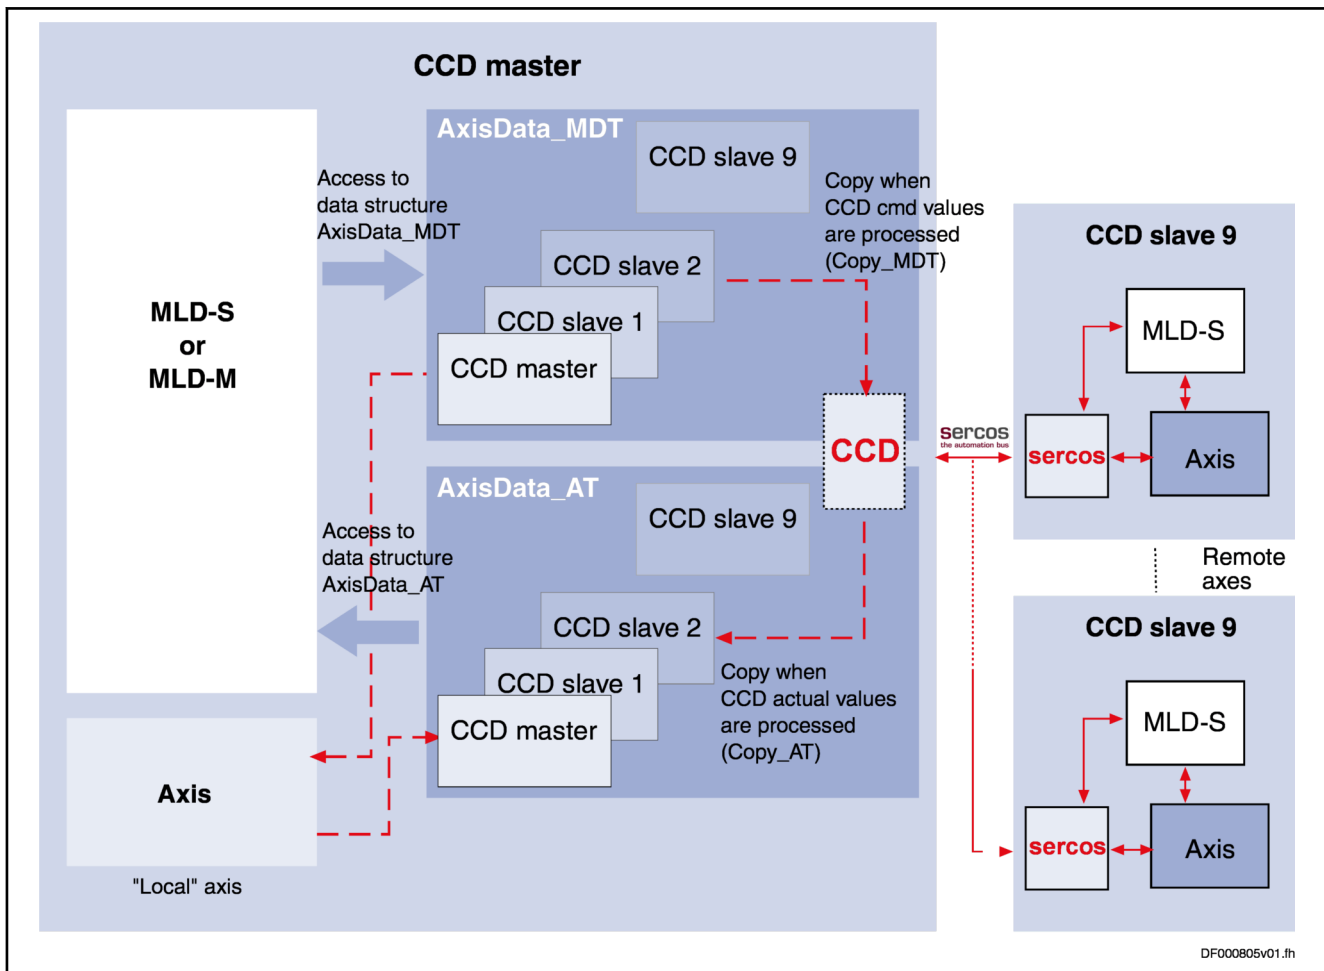 CCD master
AxisData_MDT
CCD slave 9
Access to
data structure
AxisData_MDT
Copy when
CCD cmd values
are processed
(Copy_MDT)
CCD slave 2
CCD slave 1
CCD master
MLD-S
or
MLD-M
CCD
sercos
the automation bus
CCD slave 9
MLD-S
sercos
Axis
AxisData_AT
CCD slave 9
Access to
data structure
AxisData_AT
CCD slave 2
CCD slave 1
CCD master
Copy when
CCD actual values
are processed
(Copy_AT)
Axis
"Local" axis
Remote
axes
CCD slave 9
MLD-S
sercos
Axis
DF000805v01.fh